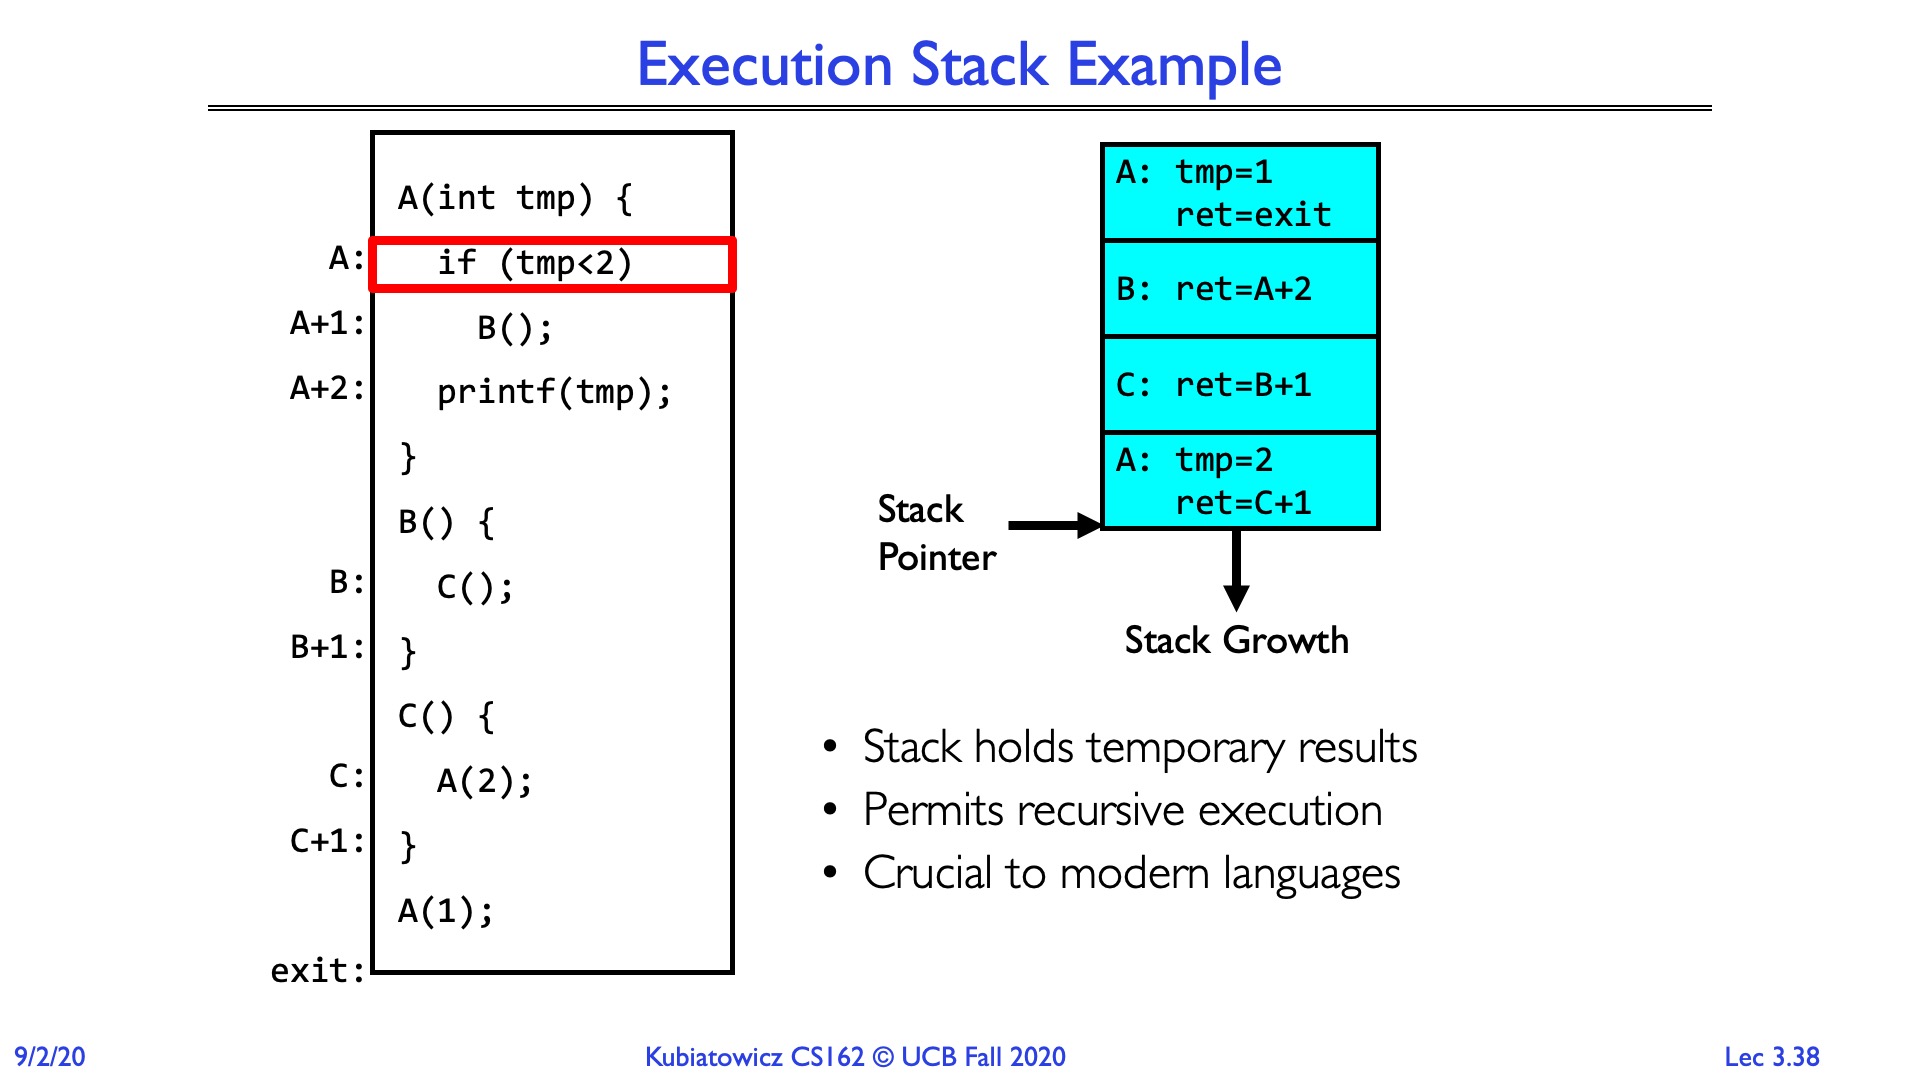 Execution Stack Example
A(int tmp) {
A: if (tmp<2)
A+1: B();
A+2: printf(tmp);
}
B() {
B: C();
B+1: }
C() {
C: A(2);
C+1: }
A(1);
exit:
A: tmp=1
ret=exit
B: ret=A+2
C: ret=B+1
A: tmp=2
ret=C+1
Stack
Pointer
Stack Growth
• Stack holds temporary results
• Permits recursive execution
• Crucial to modern languages
9/2/20 Kubiatowicz CS162 © UCB Fall 2020 Lec 3.38